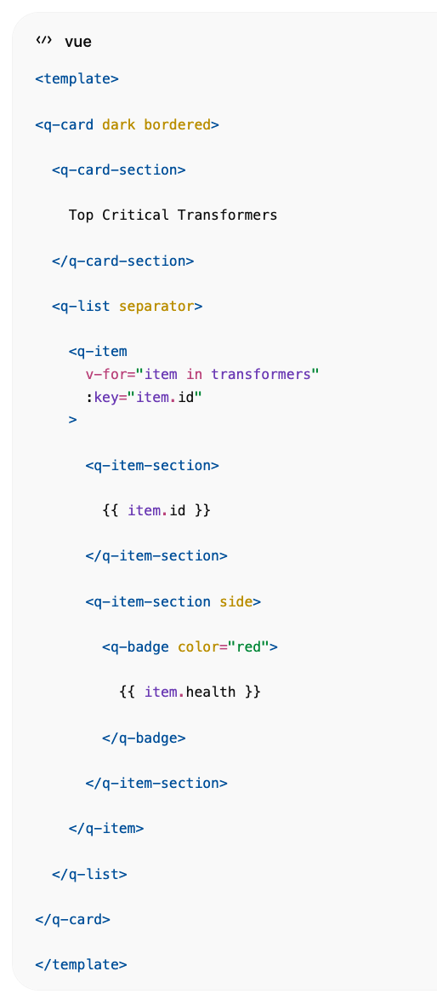 </> vue
<template>
<q-card dark bordered>
<q-card-section>
Top Critical Transformers
</q-card-section>
<q-list separator>
<q-item
v-for="item in transformers"
:key="item.id"
>
<q-item-section>
{{ item.id }}
</q-item-section>
<q-item-section side>
<q-badge color="red">
{{ item.health }}
</q-badge>
</q-item-section>
</q-item>
</q-list>
</q-card>
</template>